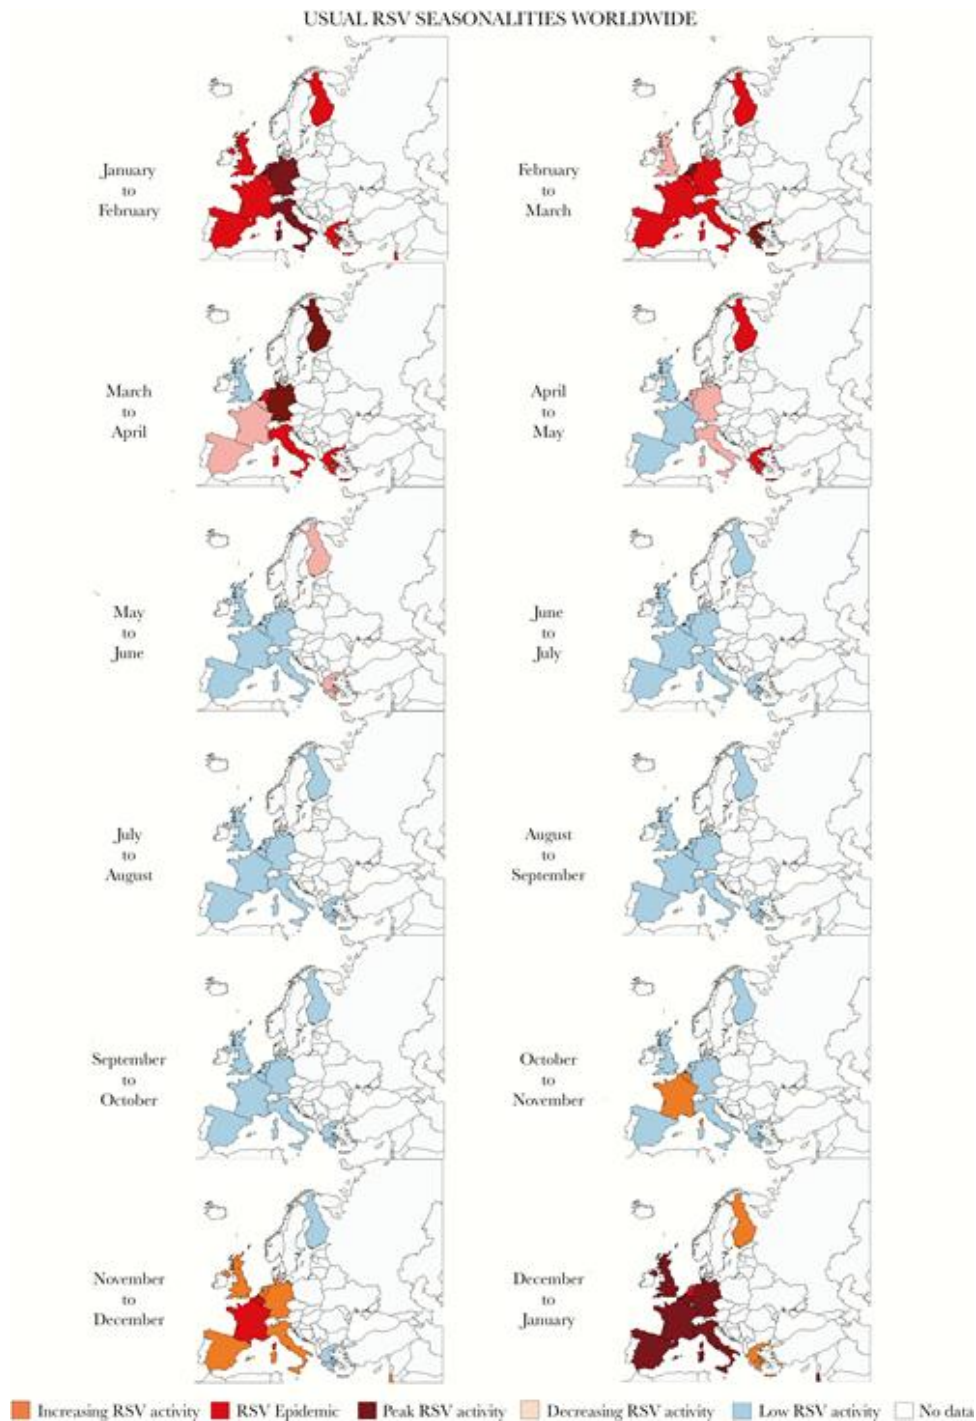 USUAL RSV SEASONALITIES WORLDWIDE
January
to
February
February
to
March
March
to
April
April
to
May
May
to
June
June
to
July
July
to
August
August
to
September
September
to
October
October
to
November
November
to
December
December
to
January
Increasing RSV activity RSV Epidemic Peak RSV activity Decreasing RSV activity Low RSV activity No data